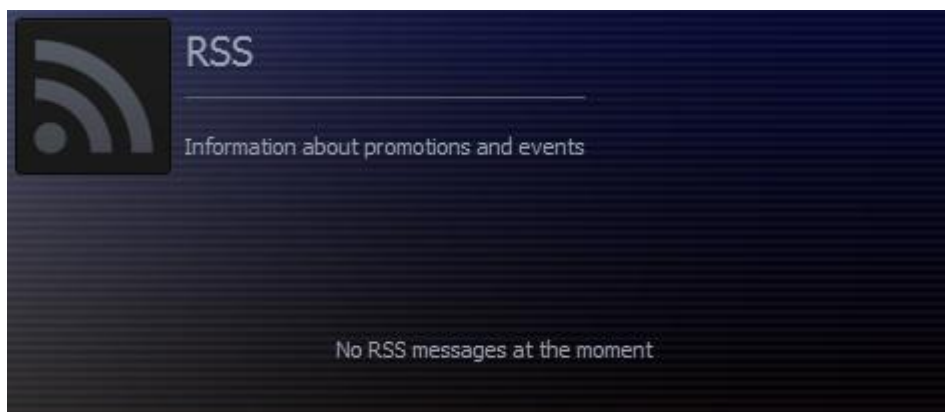 RSS
Information about promotions and events
No RSS messages at the moment